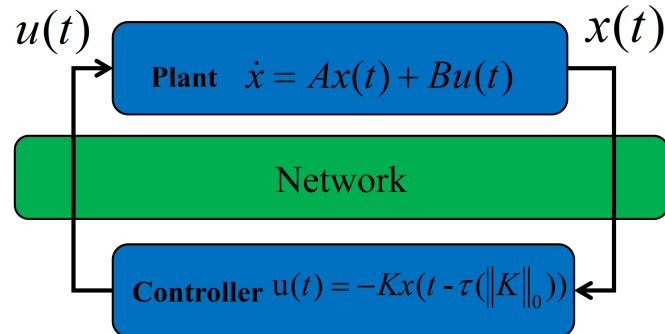 u(t)
x(t)
Plant ẋ = Ax(t) + Bu(t)
Network
Controller u(t) = −Kx(t - τ(‖K‖₀))